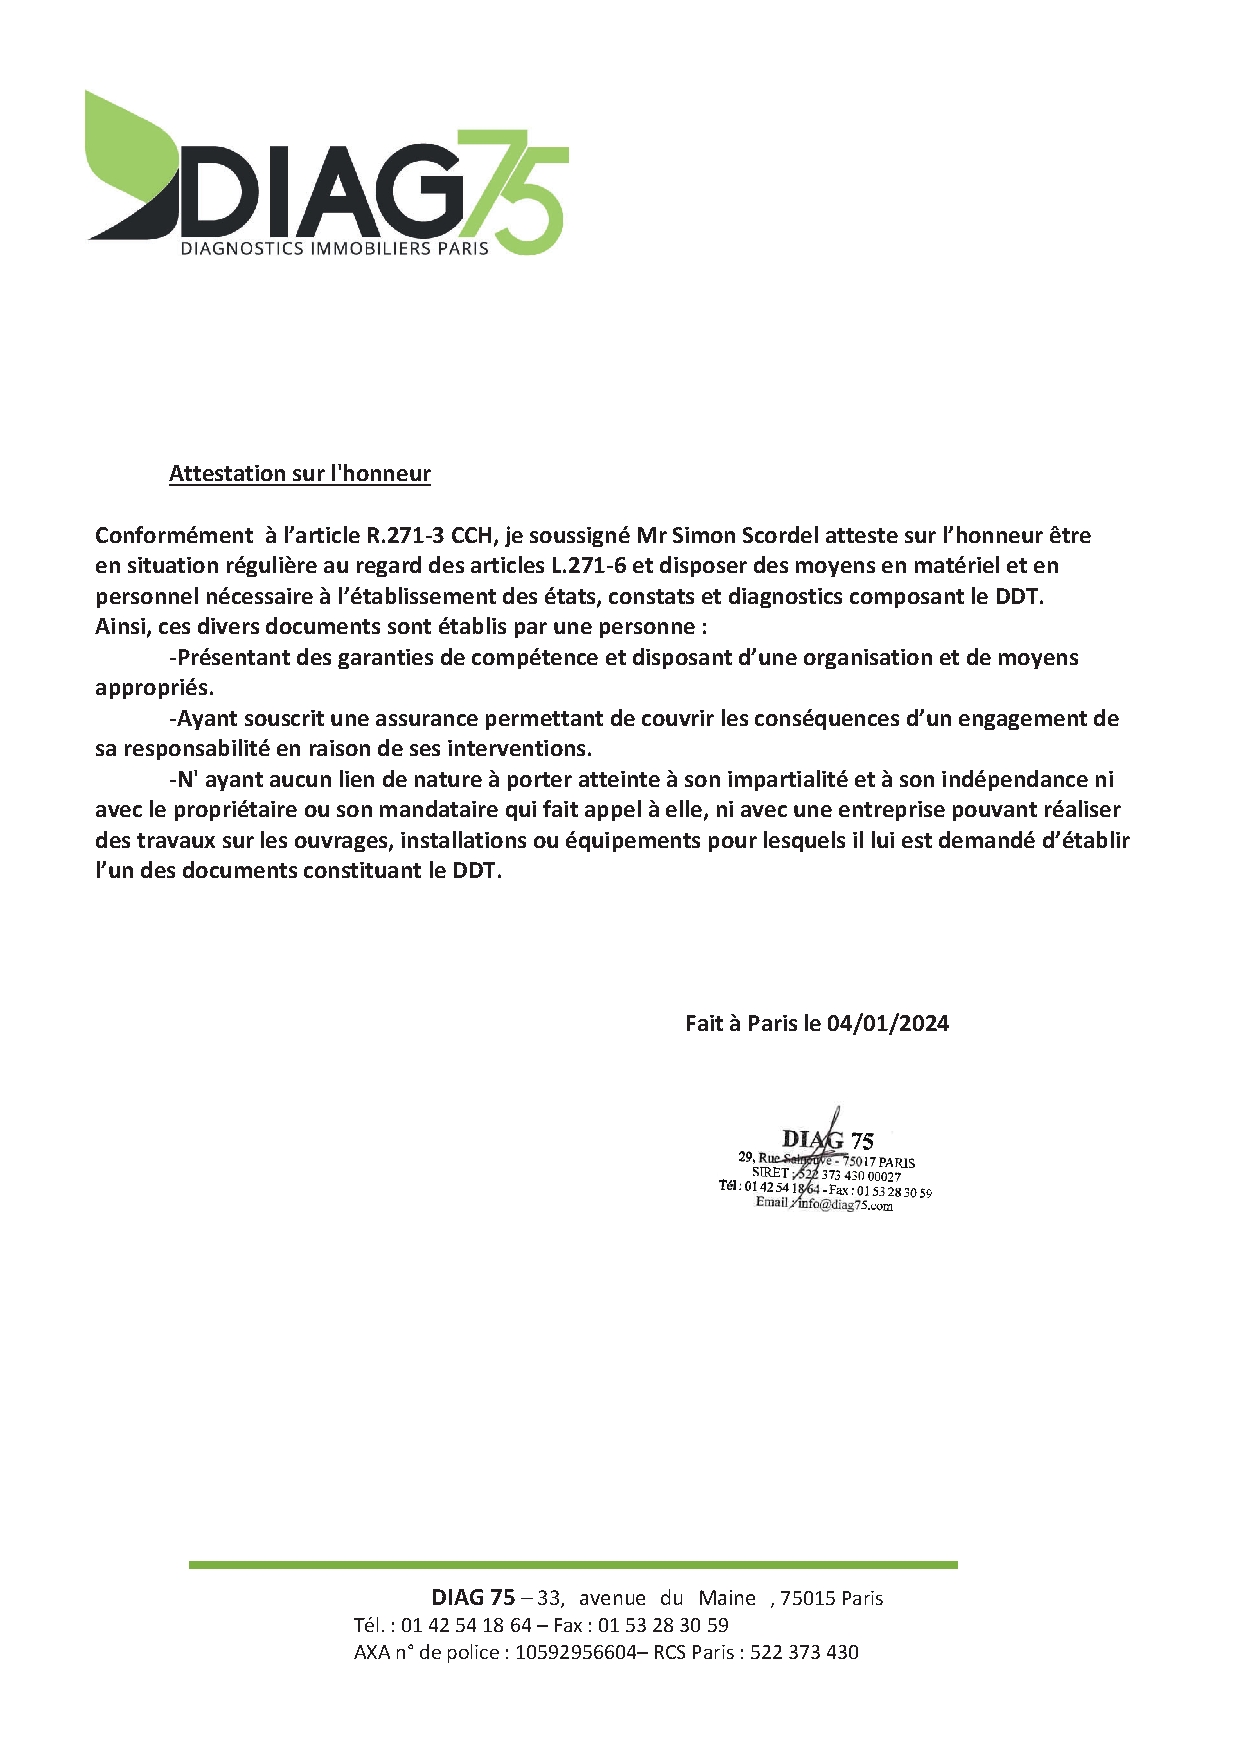 DIAG75
DIAGNOSTICS IMMOBILIERS PARIS
Attestation sur l'honneur
Conformément à l’article R.271-3 CCH, je soussigné Mr Simon Scordel atteste sur l’honneur être
en situation régulière au regard des articles L.271-6 et disposer des moyens en matériel et en
personnel nécessaire à l’établissement des états, constats et diagnostics composant le DDT.
Ainsi, ces divers documents sont établis par une personne :
-Présentant des garanties de compétence et disposant d’une organisation et de moyens
appropriés.
-Ayant souscrit une assurance permettant de couvrir les conséquences d’un engagement de
sa responsabilité en raison de ses interventions.
-N' ayant aucun lien de nature à porter atteinte à son impartialité et à son indépendance ni
avec le propriétaire ou son mandataire qui fait appel à elle, ni avec une entreprise pouvant réaliser
des travaux sur les ouvrages, installations ou équipements pour lesquels il lui est demandé d’établir
l’un des documents constituant le DDT.
Fait à Paris le 04/01/2024
DIAG 75
29, Rue Salneuve - 75017 PARIS
SIRET : 522 373 430 00027
Tél : 01 42 54 18 64 - Fax : 01 53 28 30 59
Email : info@diag75.com
DIAG 75 – 33, avenue du Maine , 75015 Paris
Tél. : 01 42 54 18 64 – Fax : 01 53 28 30 59
AXA n° de police : 10592956604– RCS Paris : 522 373 430